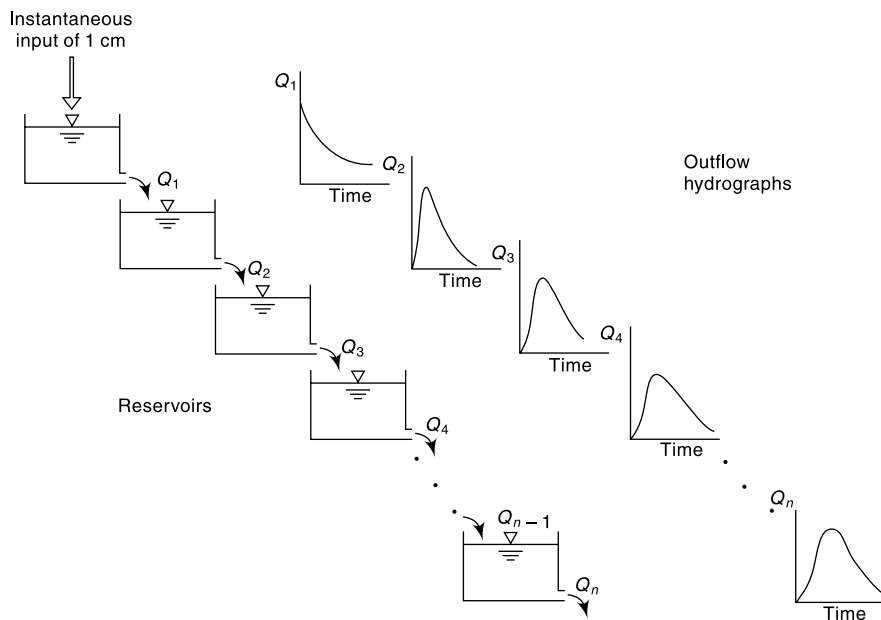 Instantaneous
input of 1 cm
Q1
Q2
Q3
Q4
Qn – 1
Qn
Reservoirs
Q1
Time
Q2
Time
Q3
Time
Q4
Time
Qn
Time
Outflow
hydrographs